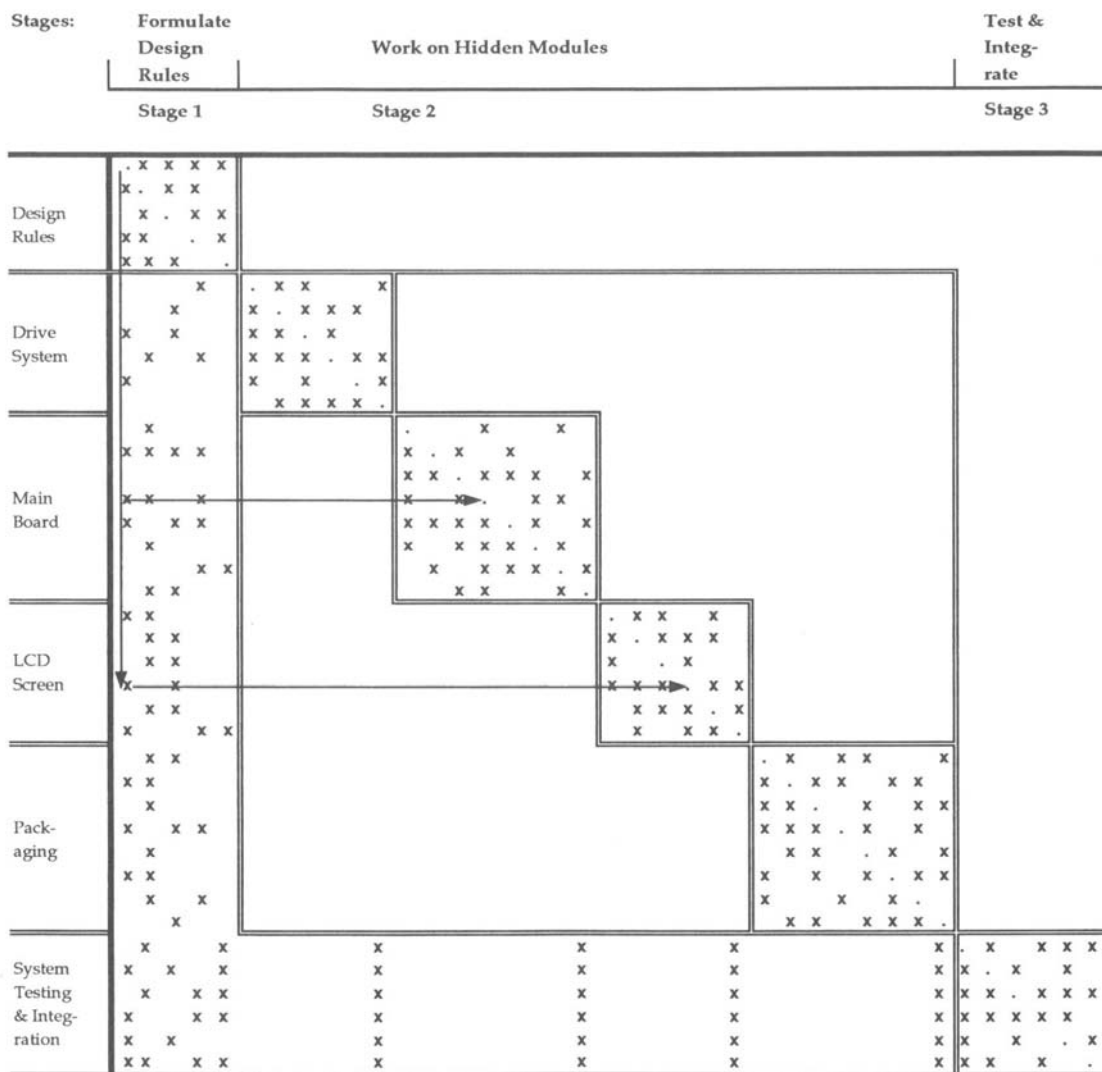 Stages:
Formulate
Design
Rules
Work on Hidden Modules
Test &
Integ-
rate
Stage 1
Stage 2
Stage 3
. x x x x
x . x x
Design x . x x
Rules x x . x
x x x .
x . x x x
x x . x x x
Drive x x x x . x
System x x x x x . x x
x x x . x
x x x x .
x . x x
x x x x x . x x
x x . x x x x
Main x x x x x . x x
Board x x x x x x x . x x
x x x x x . x
x x x x x x . x
x x x x x .
x x . x x x
x x x . x x x
LCD x x x . x
Screen x x x x x . x x
x x x x x . x
x x x x x x .
x x . x x x x
x x x . x x x x
x x x . x x x
Pack- x x x x x x . x x
aging x x x . x x
x x x x x . x
x x x x x .
x x x x x x .
x x x x x x . x x x x
System x x x x x x x x . x x
Testing x x x x x x x x x . x x x
& Integ- x x x x x x x x x x x x x
ration x x x x x x x x . x
x x x x x x x x x x x .